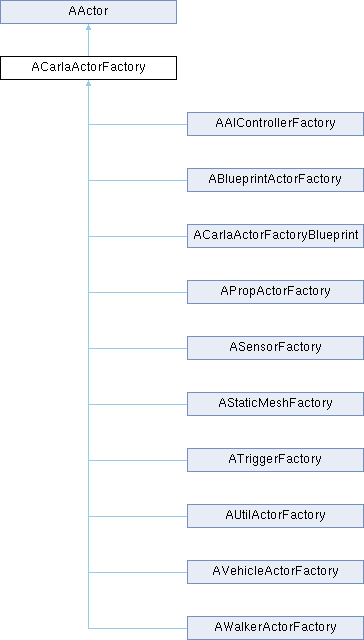 AActor
ACarlaActorFactory
AAIControllerFactory
ABlueprintActorFactory
ACarlaActorFactoryBlueprint
APropActorFactory
ASensorFactory
AStaticMeshFactory
ATriggerFactory
AUtilActorFactory
AVehicleActorFactory
AWalkerActorFactory